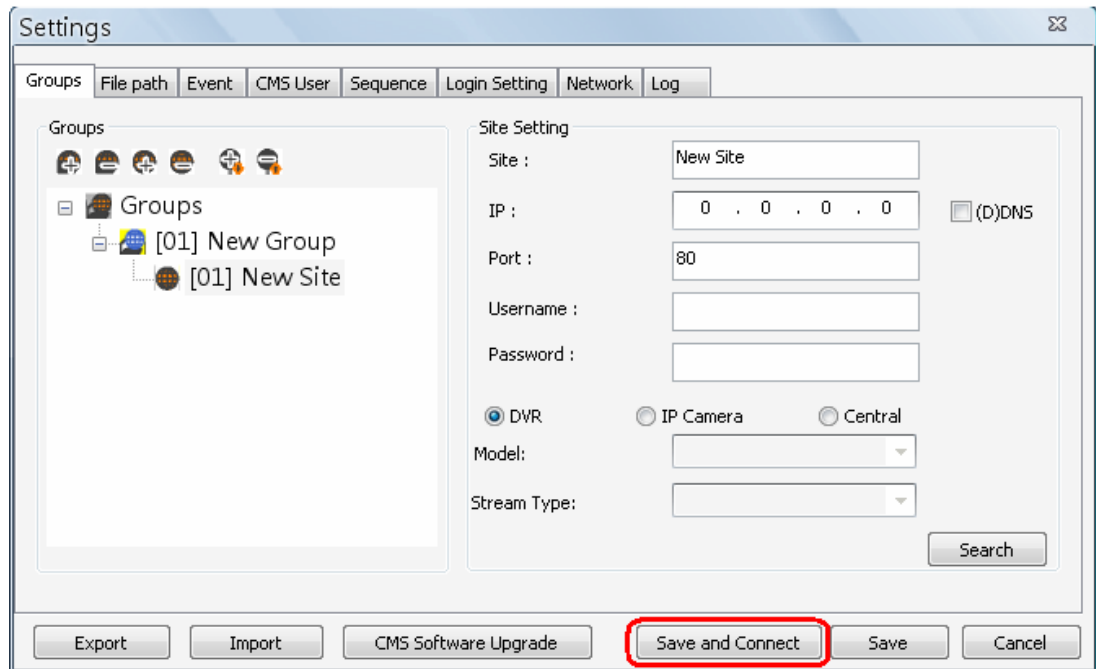 Settings
Groups File path Event CMS User Sequence Login Setting Network Log
Groups
Groups
[01] New Group
[01] New Site
Site Setting
Site : New Site
IP : 0 . 0 . 0 . 0 (D)DNS
Port : 80
Username :
Password :
DVR IP Camera Central
Model:
Stream Type:
Search
Export Import CMS Software Upgrade Save and Connect Save Cancel